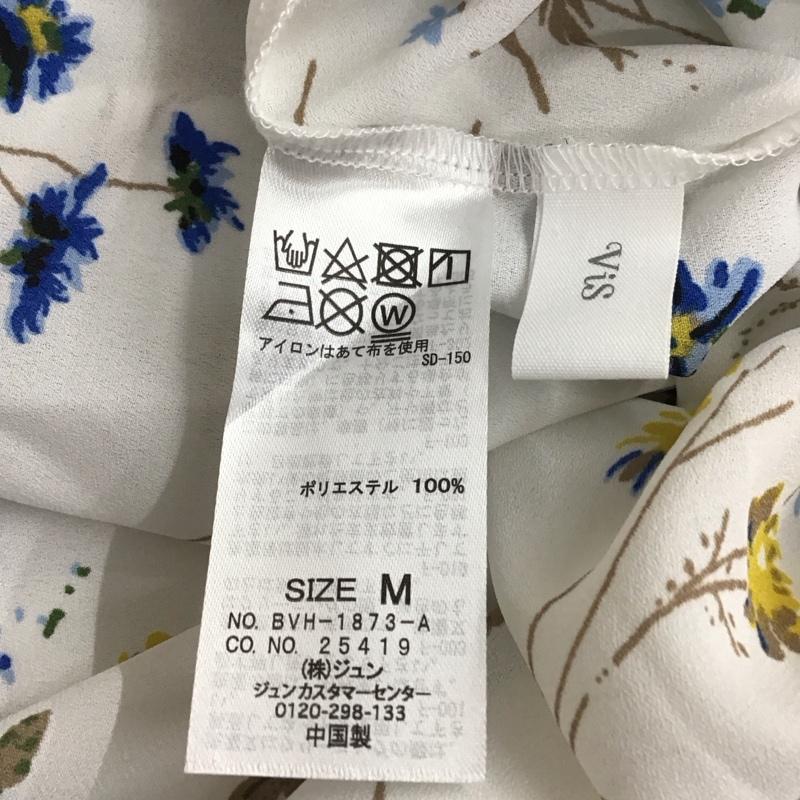 ViS
アイロンはあて布を使用
SD-150
ポリエステル 100%
SIZE M
NO. BVH-1873-A
CO. NO. 25419
(株)ジュン
ジュンカスタマーセンター
0120-298-133
中国製